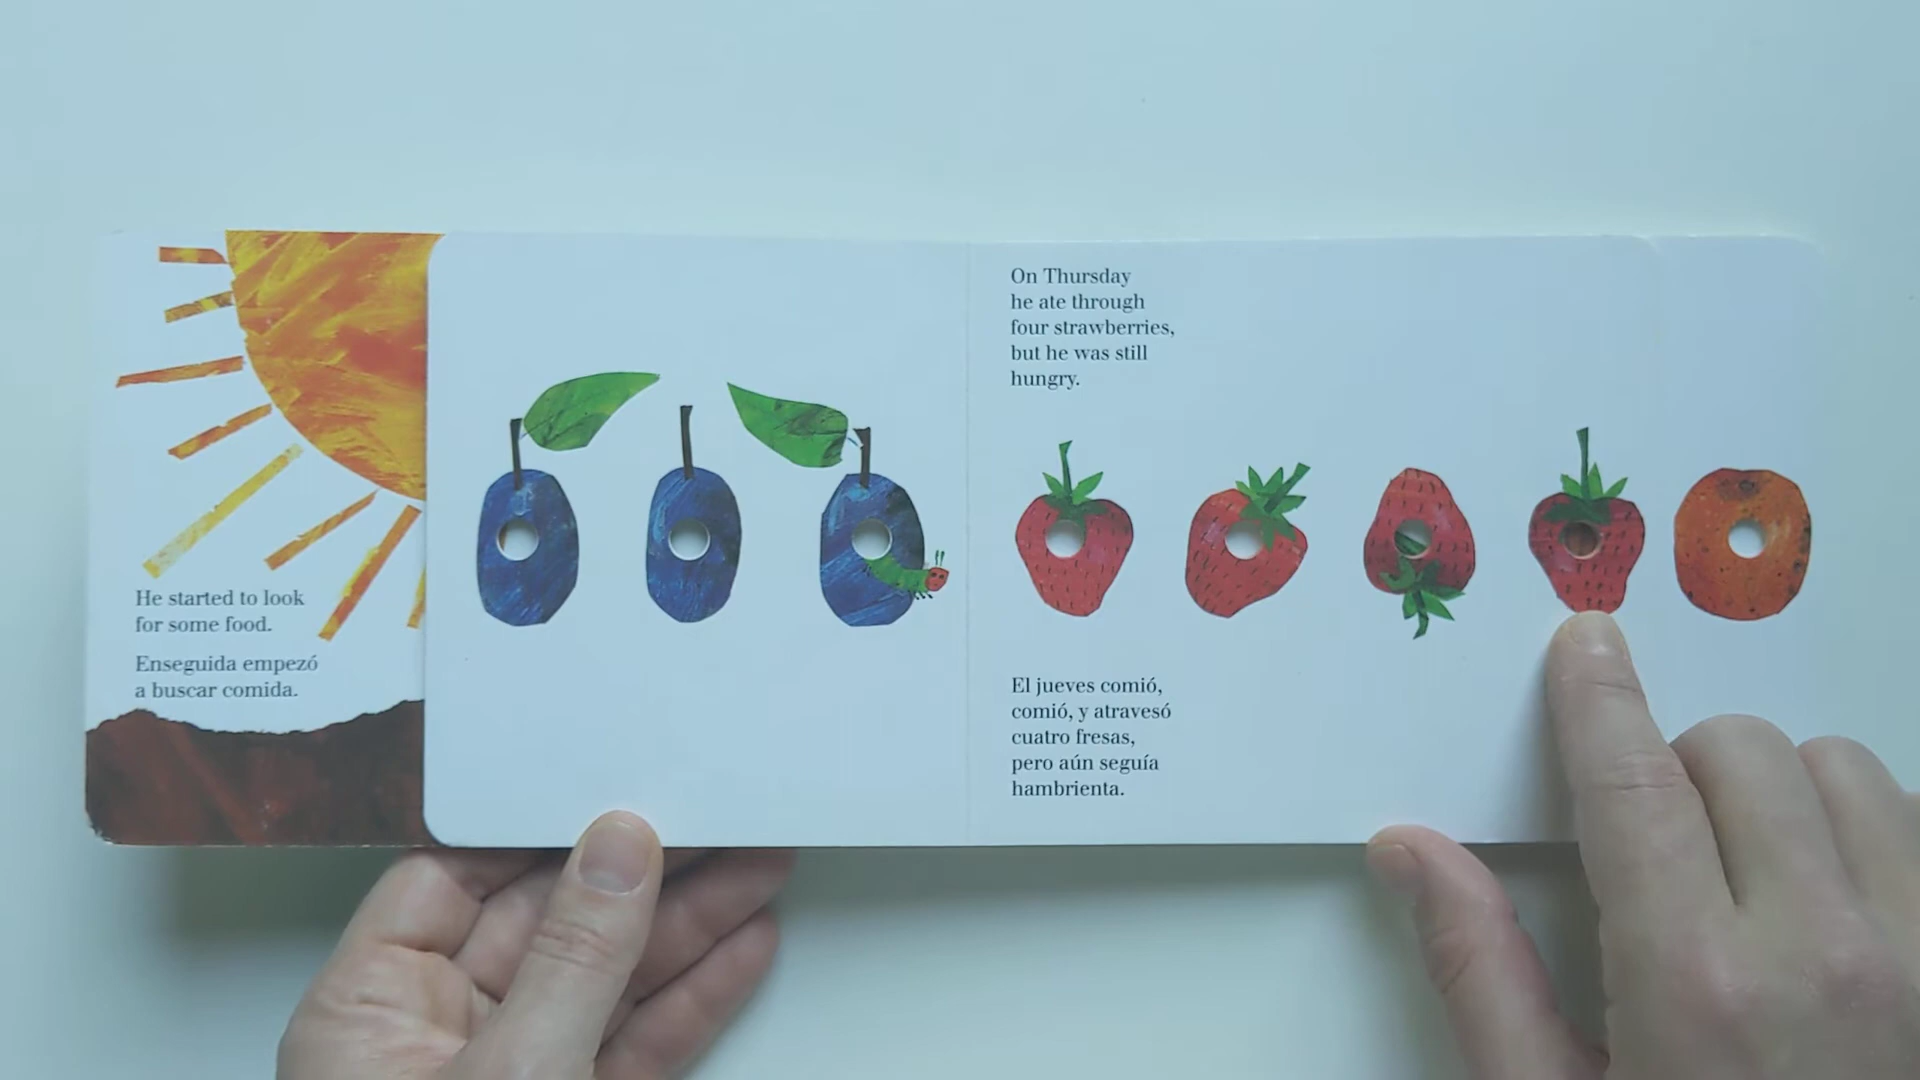 He started to look
for some food.
Enseguida empezó
a buscar comida.
On Thursday
he ate through
four strawberries,
but he was still
hungry.
El jueves comió,
comió, y atravesó
cuatro fresas,
pero aún seguía
hambrienta.